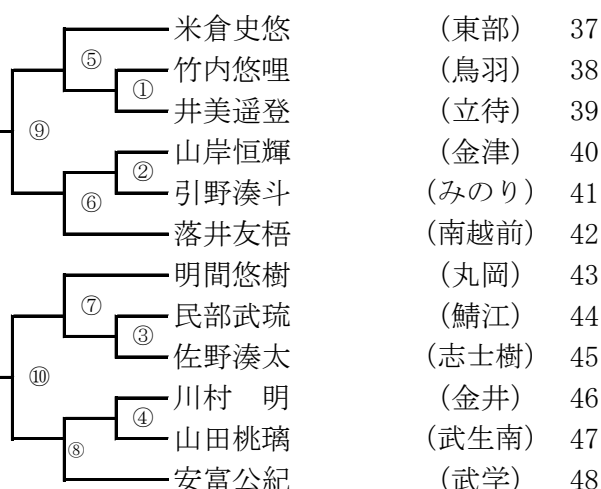 米倉史悠 （東部） 37
⑤
竹内悠哩 （鳥羽） 38
①
井美遥登 （立待） 39
⑨
山岸恒輝 （金津） 40
②
引野湊斗 （みのり） 41
⑥
落井友梧 （南越前） 42
明間悠樹 （丸岡） 43
⑦
民部武琉 （鯖江） 44
③
佐野湊太 （志士樹） 45
⑩
川村　明 （金井） 46
④
山田桃璃 （武生南） 47
⑧
安富公紀 （武学） 48